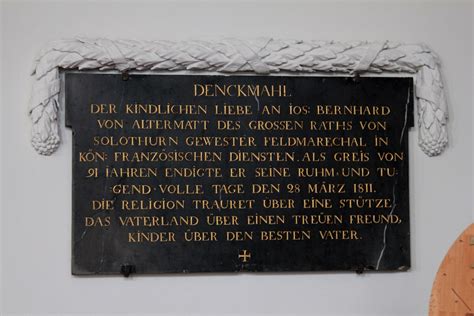 DENCKMAHL
DER KINDLICHEN LIEBE AN IOS: BERNHARD
VON ALTERMATT DES GROSSEN RATHS VON
SOLOTHURN GEWESTER FELDMARECHAL IN
KÖN: FRANZÖSISCHEN DIENSTEN. ALS GREIS VON
91 IAHREN ENDIGTE ER SEINE RUHM, UND TU-
GEND-VOLLE TAGE DEN 28 MÄRZ 1811.
DIE RELIGION TRAURET ÜBER EINE STÜTZE,
DAS VATERLAND ÜBER EINEN TREÜEN FREUND,
KINDER ÜBER DEN BESTEN VATER.